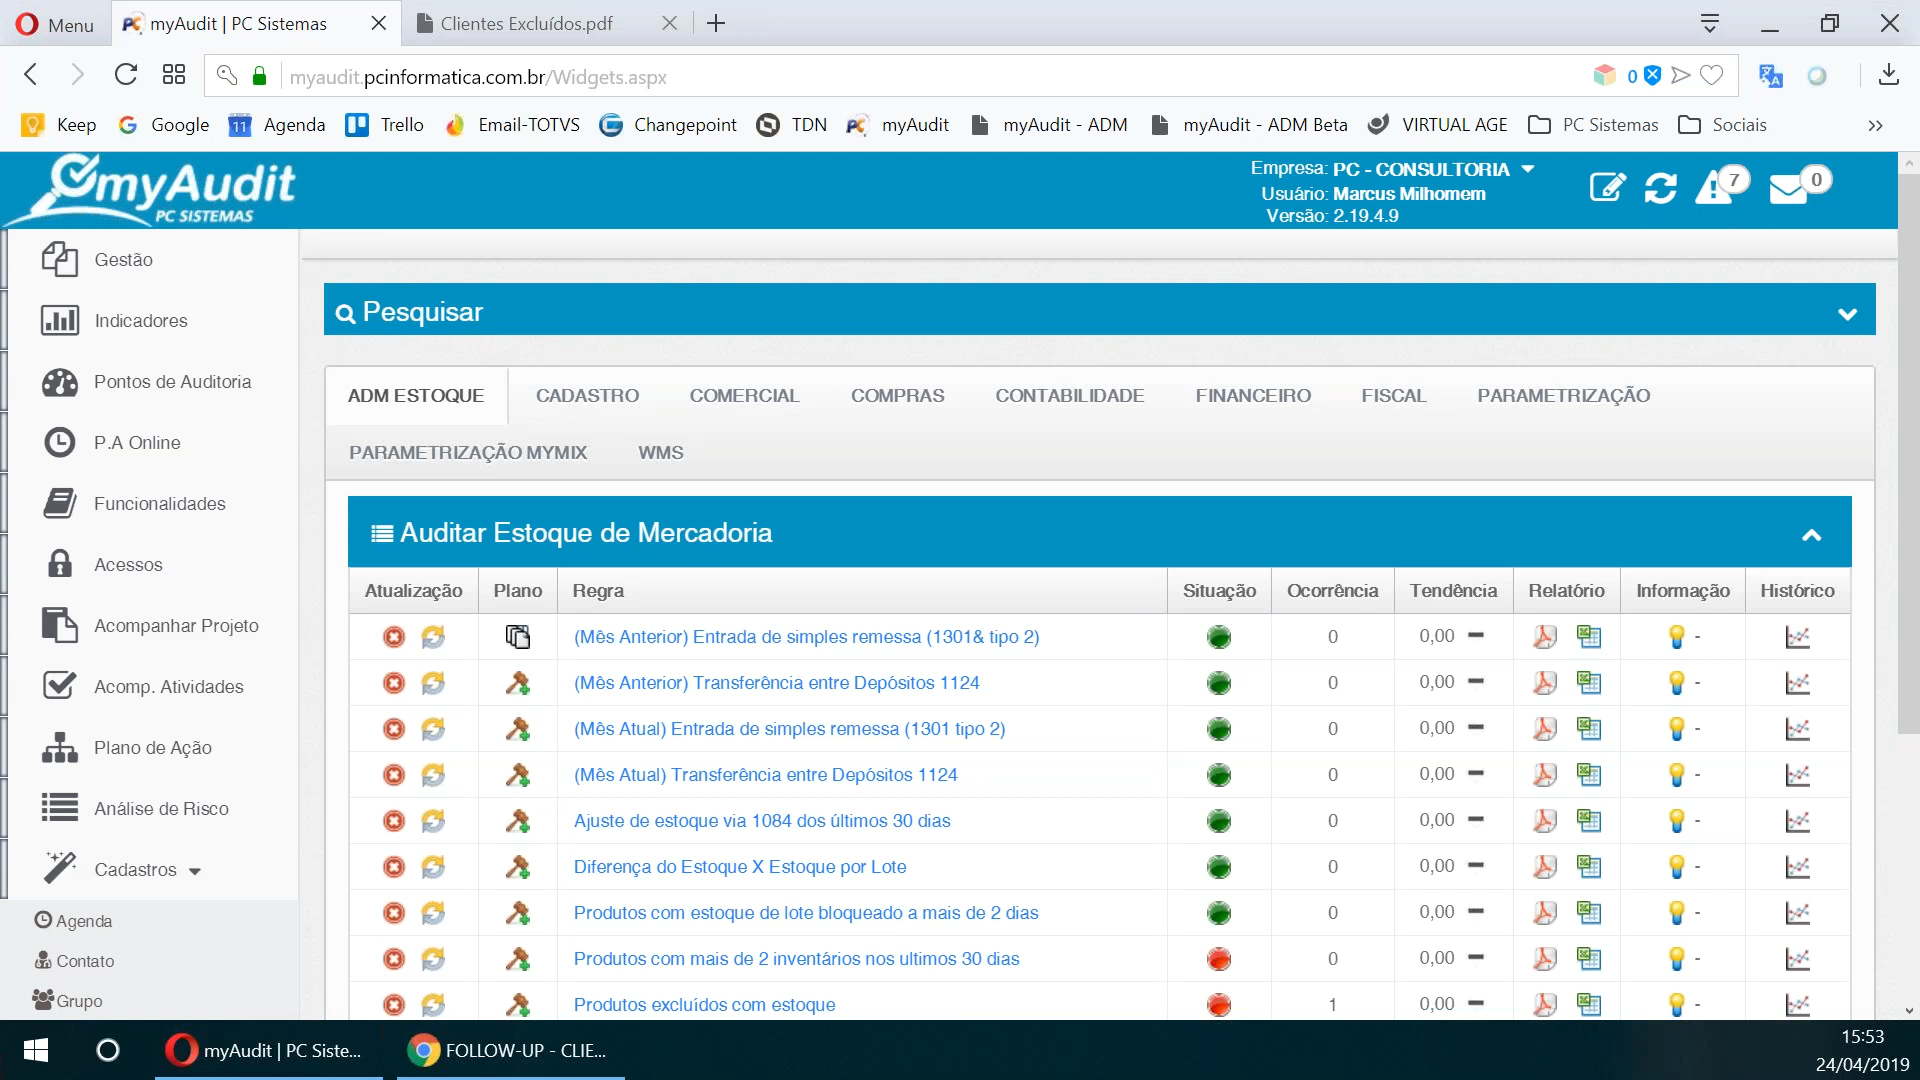 Menu
myAudit | PC Sistemas
Clientes Excluídos.pdf
myaudit.pcinformatica.com.br/Widgets.aspx
0
Keep
Google
11
Agenda
Trello
Email-TOTVS
Changepoint
TDN
PC
myAudit
myAudit - ADM
myAudit - ADM Beta
VIRTUAL AGE
PC Sistemas
Sociais
myAudit
PC SISTEMAS
Empresa: PC - CONSULTORIA
Usuário: Marcus Milhomem
Versão: 2.19.4.9
7
0
Gestão
Indicadores
Pontos de Auditoria
P.A Online
Funcionalidades
Acessos
Acompanhar Projeto
Acomp. Atividades
Plano de Ação
Análise de Risco
Cadastros
Agenda
Contato
Grupo
Pesquisar
ADM ESTOQUE CADASTRO COMERCIAL COMPRAS CONTABILIDADE FINANCEIRO FISCAL PARAMETRIZAÇÃO
PARAMETRIZAÇÃO MYMIX WMS
Auditar Estoque de Mercadoria
Atualização Plano Regra Situação Ocorrência Tendência Relatório Informação Histórico
(Mês Anterior) Entrada de simples remessa (1301& tipo 2) 0 0,00 -
(Mês Anterior) Transferência entre Depósitos 1124 0 0,00 -
(Mês Atual) Entrada de simples remessa (1301 tipo 2) 0 0,00 -
(Mês Atual) Transferência entre Depósitos 1124 0 0,00 -
Ajuste de estoque via 1084 dos últimos 30 dias 0 0,00 -
Diferença do Estoque X Estoque por Lote 0 0,00 -
Produtos com estoque de lote bloqueado a mais de 2 dias 0 0,00 -
Produtos com mais de 2 inventários nos ultimos 30 dias 0 0,00 -
Produtos excluídos com estoque 1 0,00 -
myAudit | PC Siste...
FOLLOW-UP - CLIE...
15:53
24/04/2019